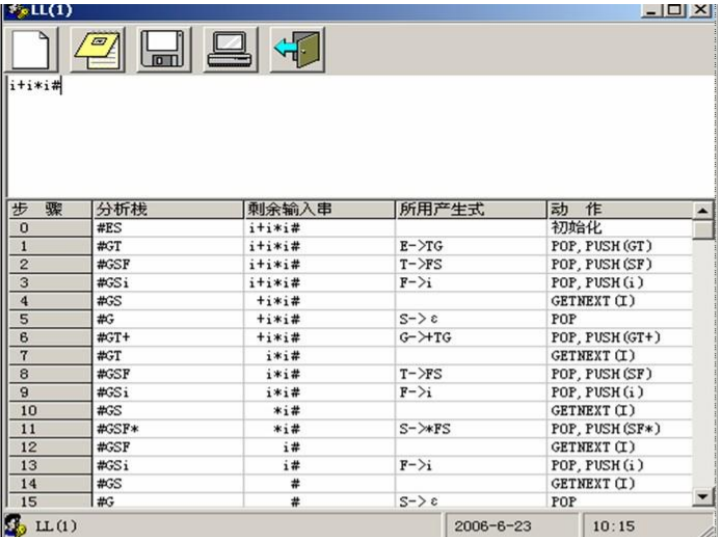 LL(1)
i+i*i#
步 骤 分析栈 剩余输入串 所用产生式 动 作
0 #ES i+i*i# 初始化
1 #GT i+i*i# E->TG POP, PUSH(GT)
2 #GSF i+i*i# T->FS POP, PUSH(SF)
3 #GSi i+i*i# F->i POP, PUSH(i)
4 #GS +i*i# GETNEXT(I)
5 #G +i*i# S->ε POP
6 #GT+ +i*i# G->+TG POP, PUSH(GT+)
7 #GT i*i# GETNEXT(I)
8 #GSF i*i# T->FS POP, PUSH(SF)
9 #GSi i*i# F->i POP, PUSH(i)
10 #GS *i# GETNEXT(I)
11 #GSF* *i# S->*FS POP, PUSH(SF*)
12 #GSF i# GETNEXT(I)
13 #GSi i# F->i POP, PUSH(i)
14 #GS # GETNEXT(I)
15 #G # S->ε POP
LL(1) 2006-6-23 10:15